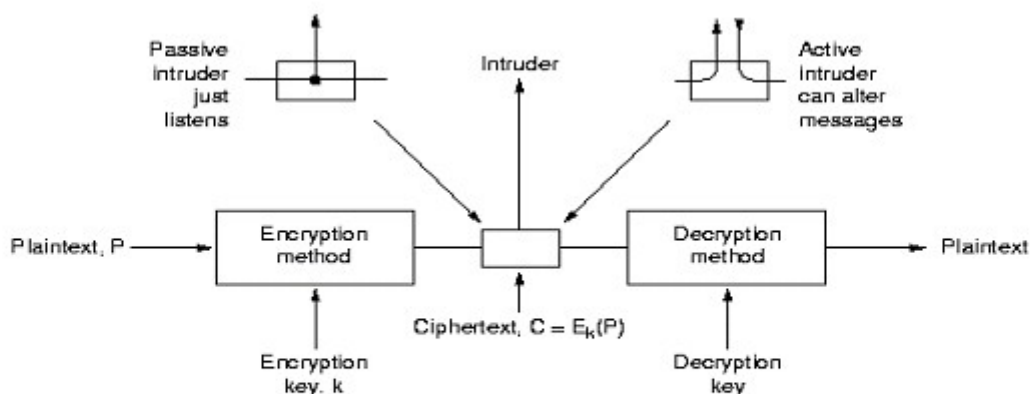 Passive
intruder
just
listens
Intruder
Active
intruder
can alter
messages
Plaintext, P
Encryption
method
Decryption
method
Plaintext
Ciphertext, C = Eₖ(P)
Encryption
key, k
Decryption
key